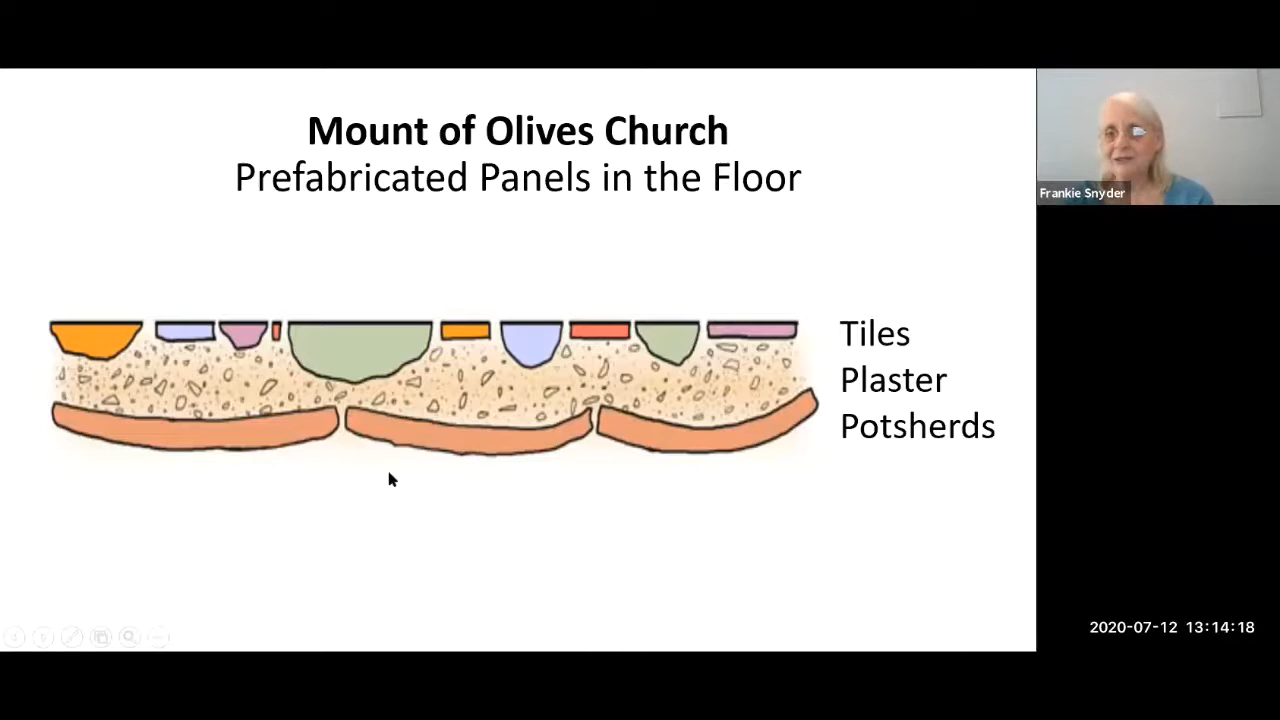 Mount of Olives Church
Prefabricated Panels in the Floor
Tiles
Plaster
Potsherds
Frankie Snyder
2020-07-12 13:14:18